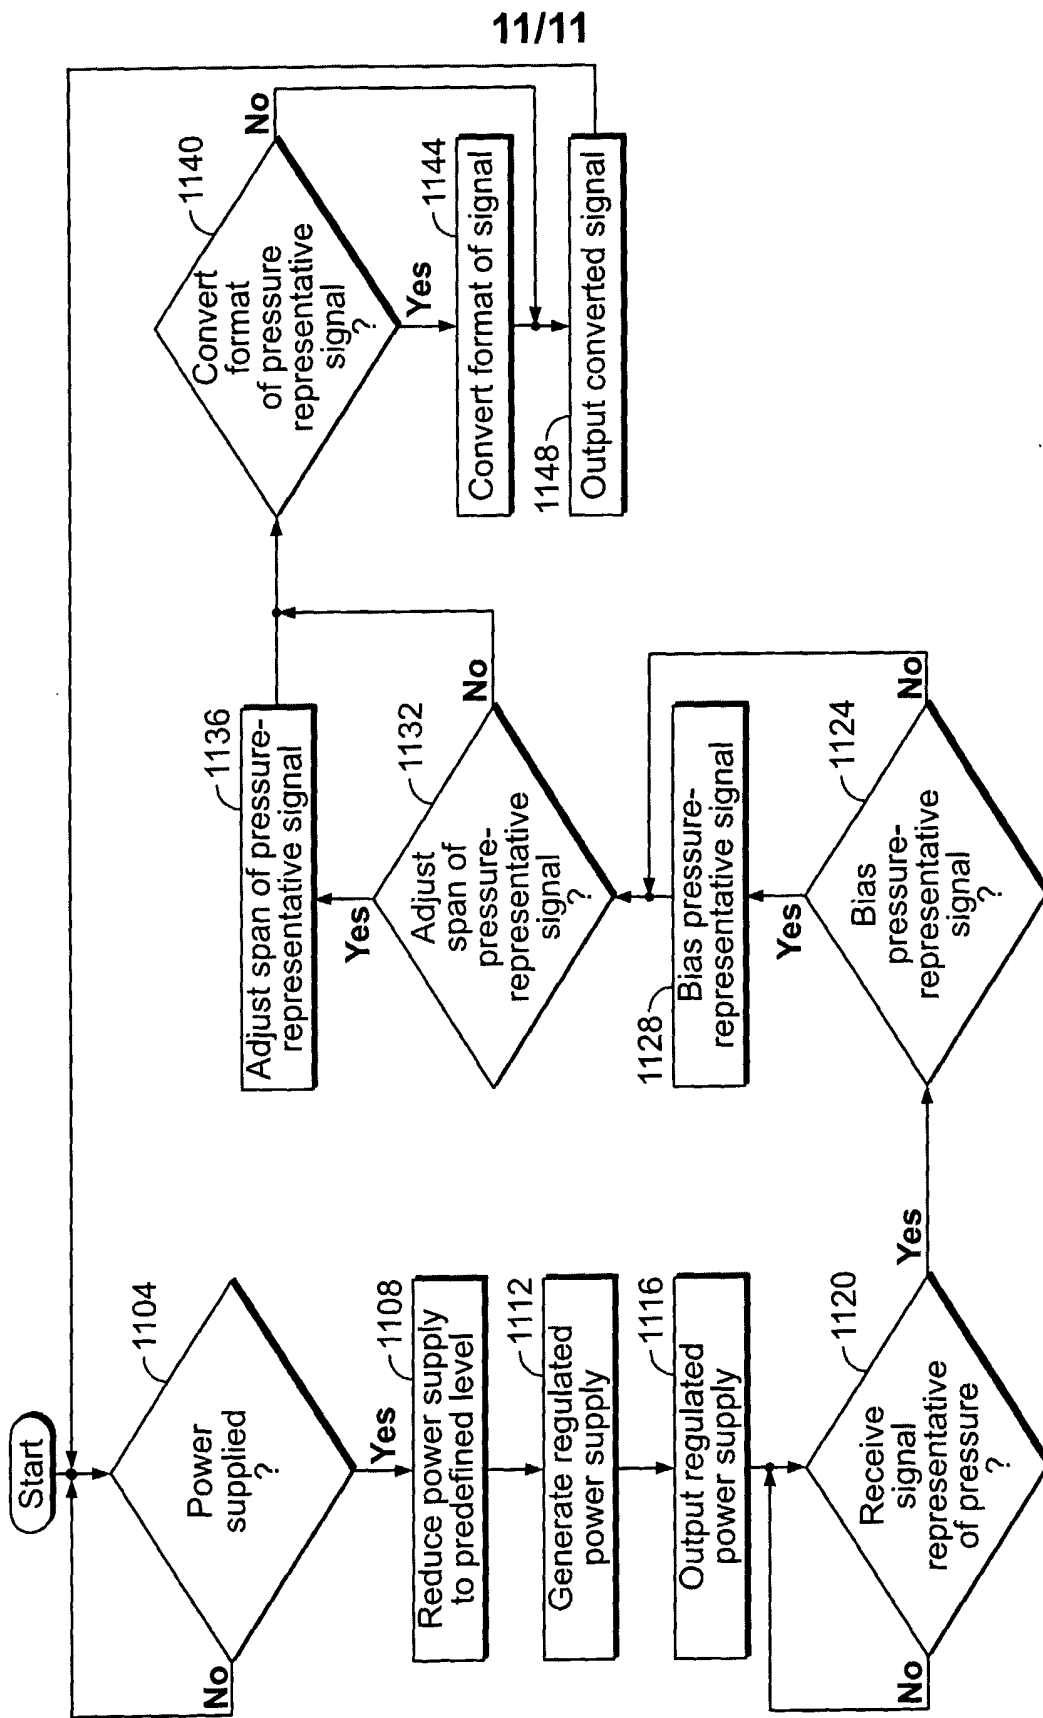 11/11
Start
1104
Power
supplied
?
No
Yes
1108
Reduce power supply
to predefined level
1112
Generate regulated
power supply
1116
Output regulated
power supply
1120
Receive
signal
representative
of pressure
?
No
Yes
1124
Bias
pressure-
representative
signal
?
No
Yes
1128
Bias pressure-
representative signal
1132
Adjust
span of
pressure-
representative
signal
?
No
Yes
1136
Adjust span of pressure-
representative signal
1140
Convert
format
of pressure
representative
signal
?
No
Yes
1144
Convert format of signal
1148
Output converted signal